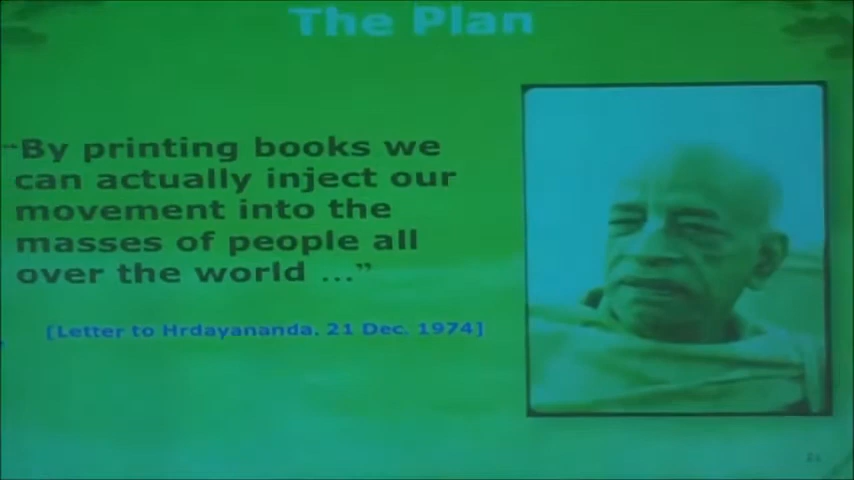 The Plan
“By printing books we
can actually inject our
movement into the
masses of people all
over the world ...”
[Letter to Hrdayananda, 21 Dec. 1974]